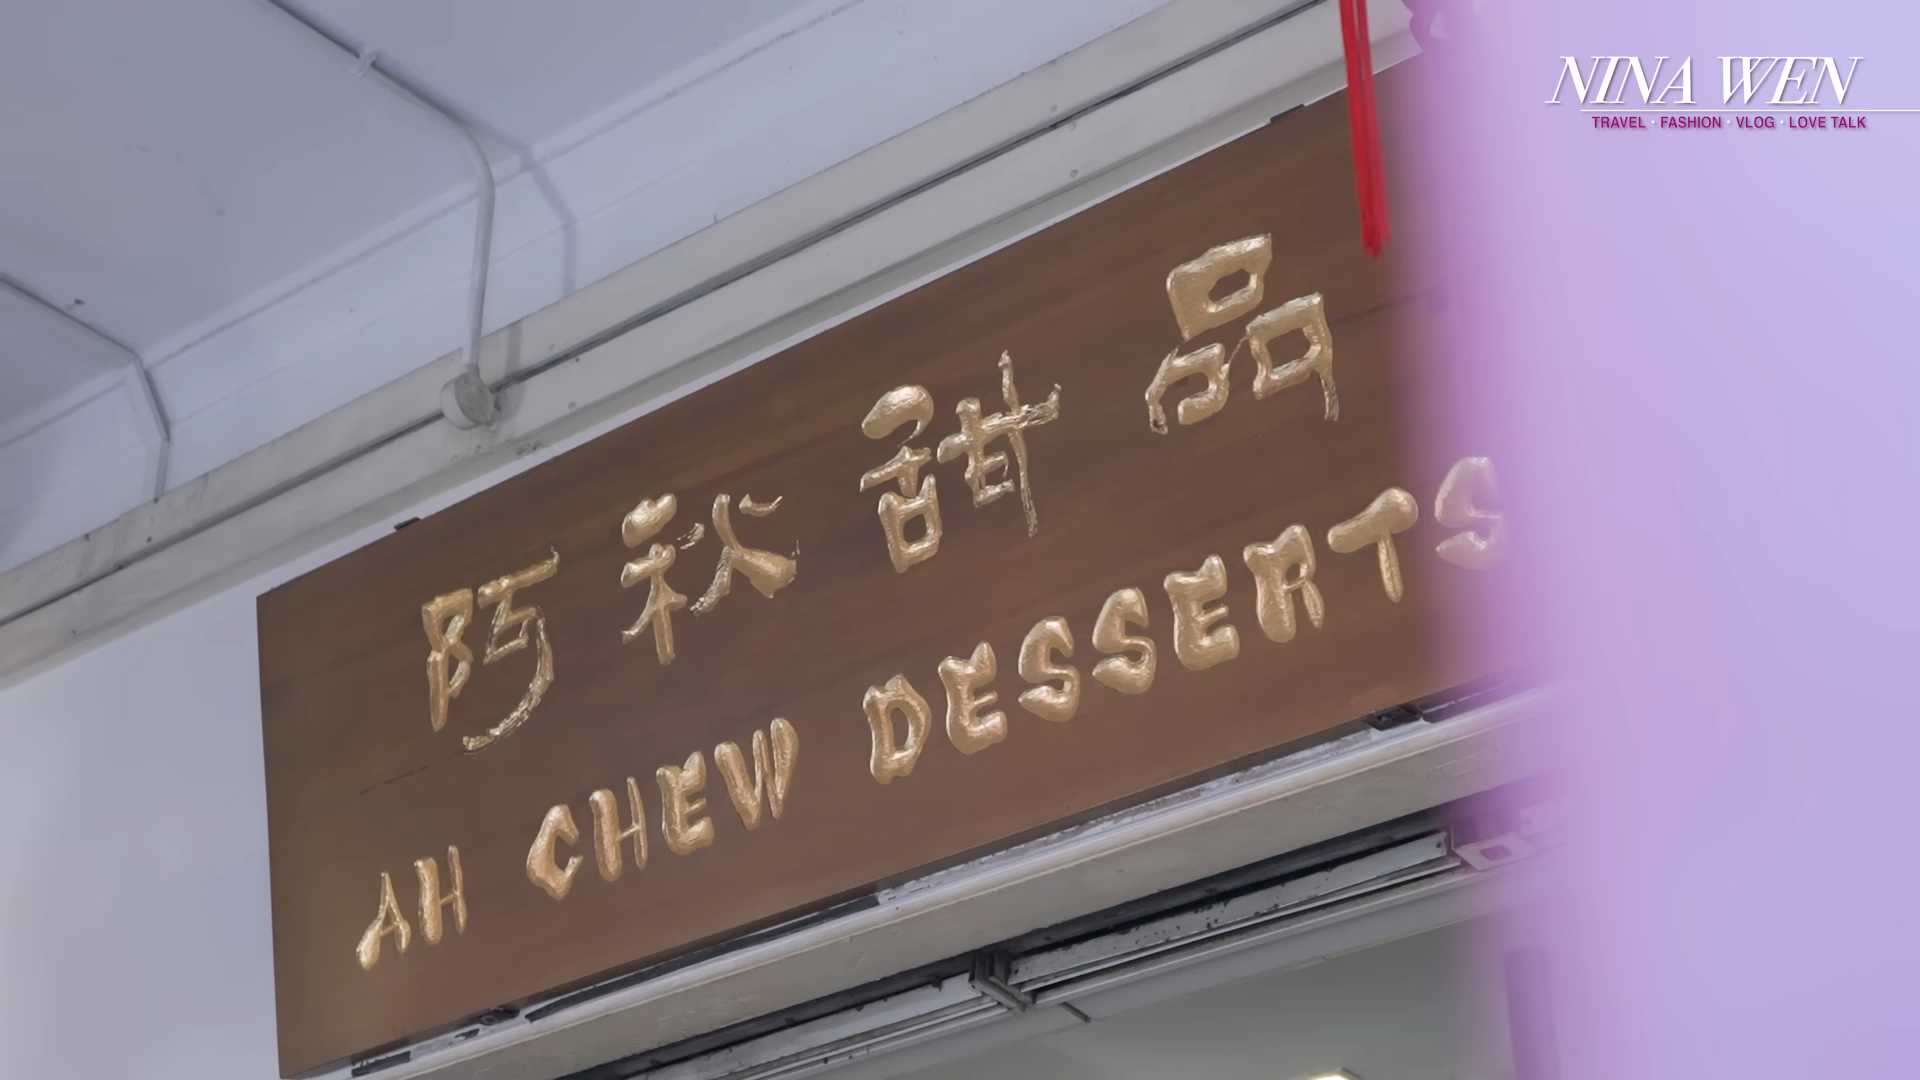 NINA WEN
TRAVEL · FASHION · VLOG · LOVE TALK
阿秋甜品
AH CHEW DESSERTS